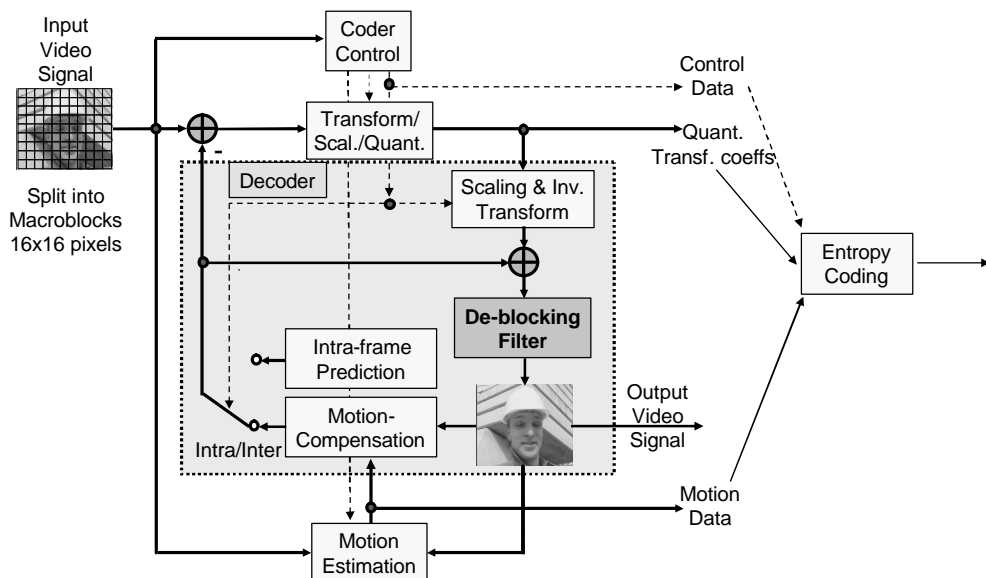 Input
Video
Signal
Coder
Control
Control
Data
Transform/
Scal./Quant.
Quant.
Transf. coeffs
-
Decoder
Scaling & Inv.
Transform
Split into
Macroblocks
16x16 pixels
Entropy
Coding
De-blocking
Filter
Intra-frame
Prediction
Output
Video
Signal
Motion-
Compensation
Intra/Inter
Motion
Data
Motion
Estimation